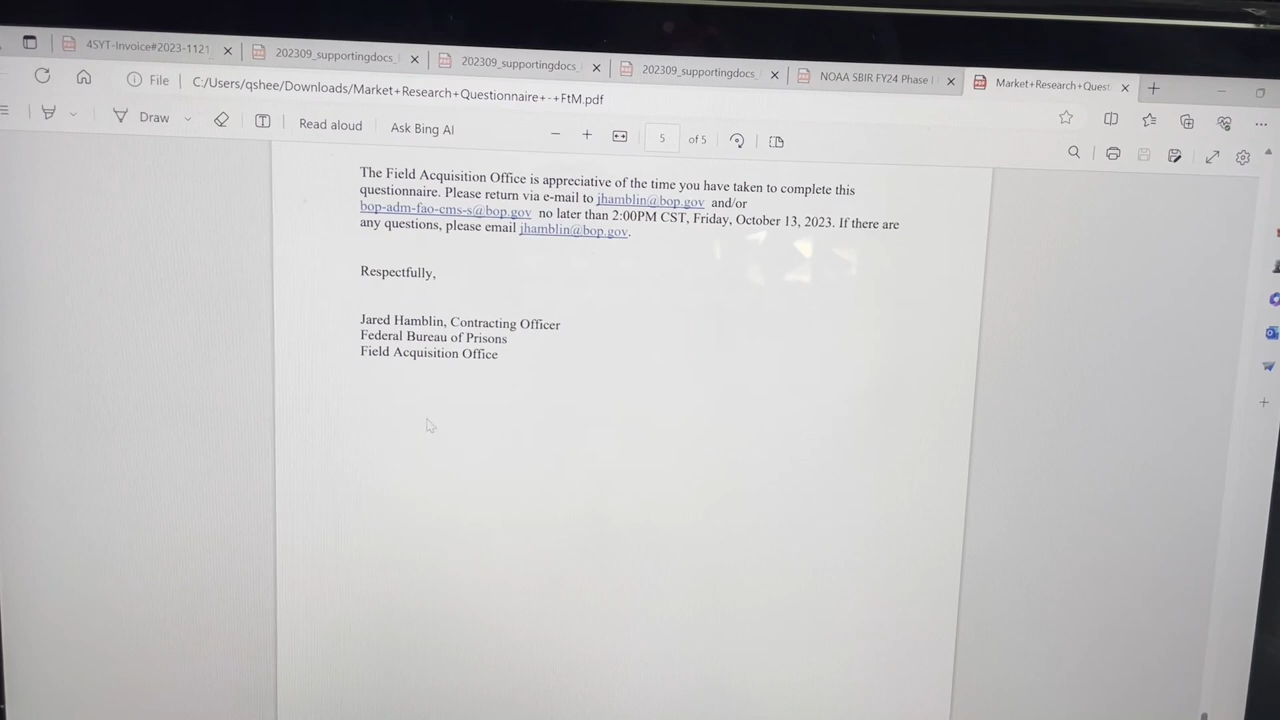 4SYT-Invoice#2023-1121
202309_supportingdocs_
202309_supportingdocs_
202309_supportingdocs_
NOAA SBIR FY24 Phase I
Market+Research+Quest
File
C:/Users/qshee/Downloads/Market+Research+Questionnaire+-+FtM.pdf
Draw
Read aloud
Ask Bing AI
5
of 5
The Field Acquisition Office is appreciative of the time you have taken to complete this
questionnaire. Please return via e-mail to jhamblin@bop.gov and/or
bop-adm-fao-cms-s@bop.gov no later than 2:00PM CST, Friday, October 13, 2023. If there are
any questions, please email jhamblin@bop.gov.
Respectfully,
Jared Hamblin, Contracting Officer
Federal Bureau of Prisons
Field Acquisition Office